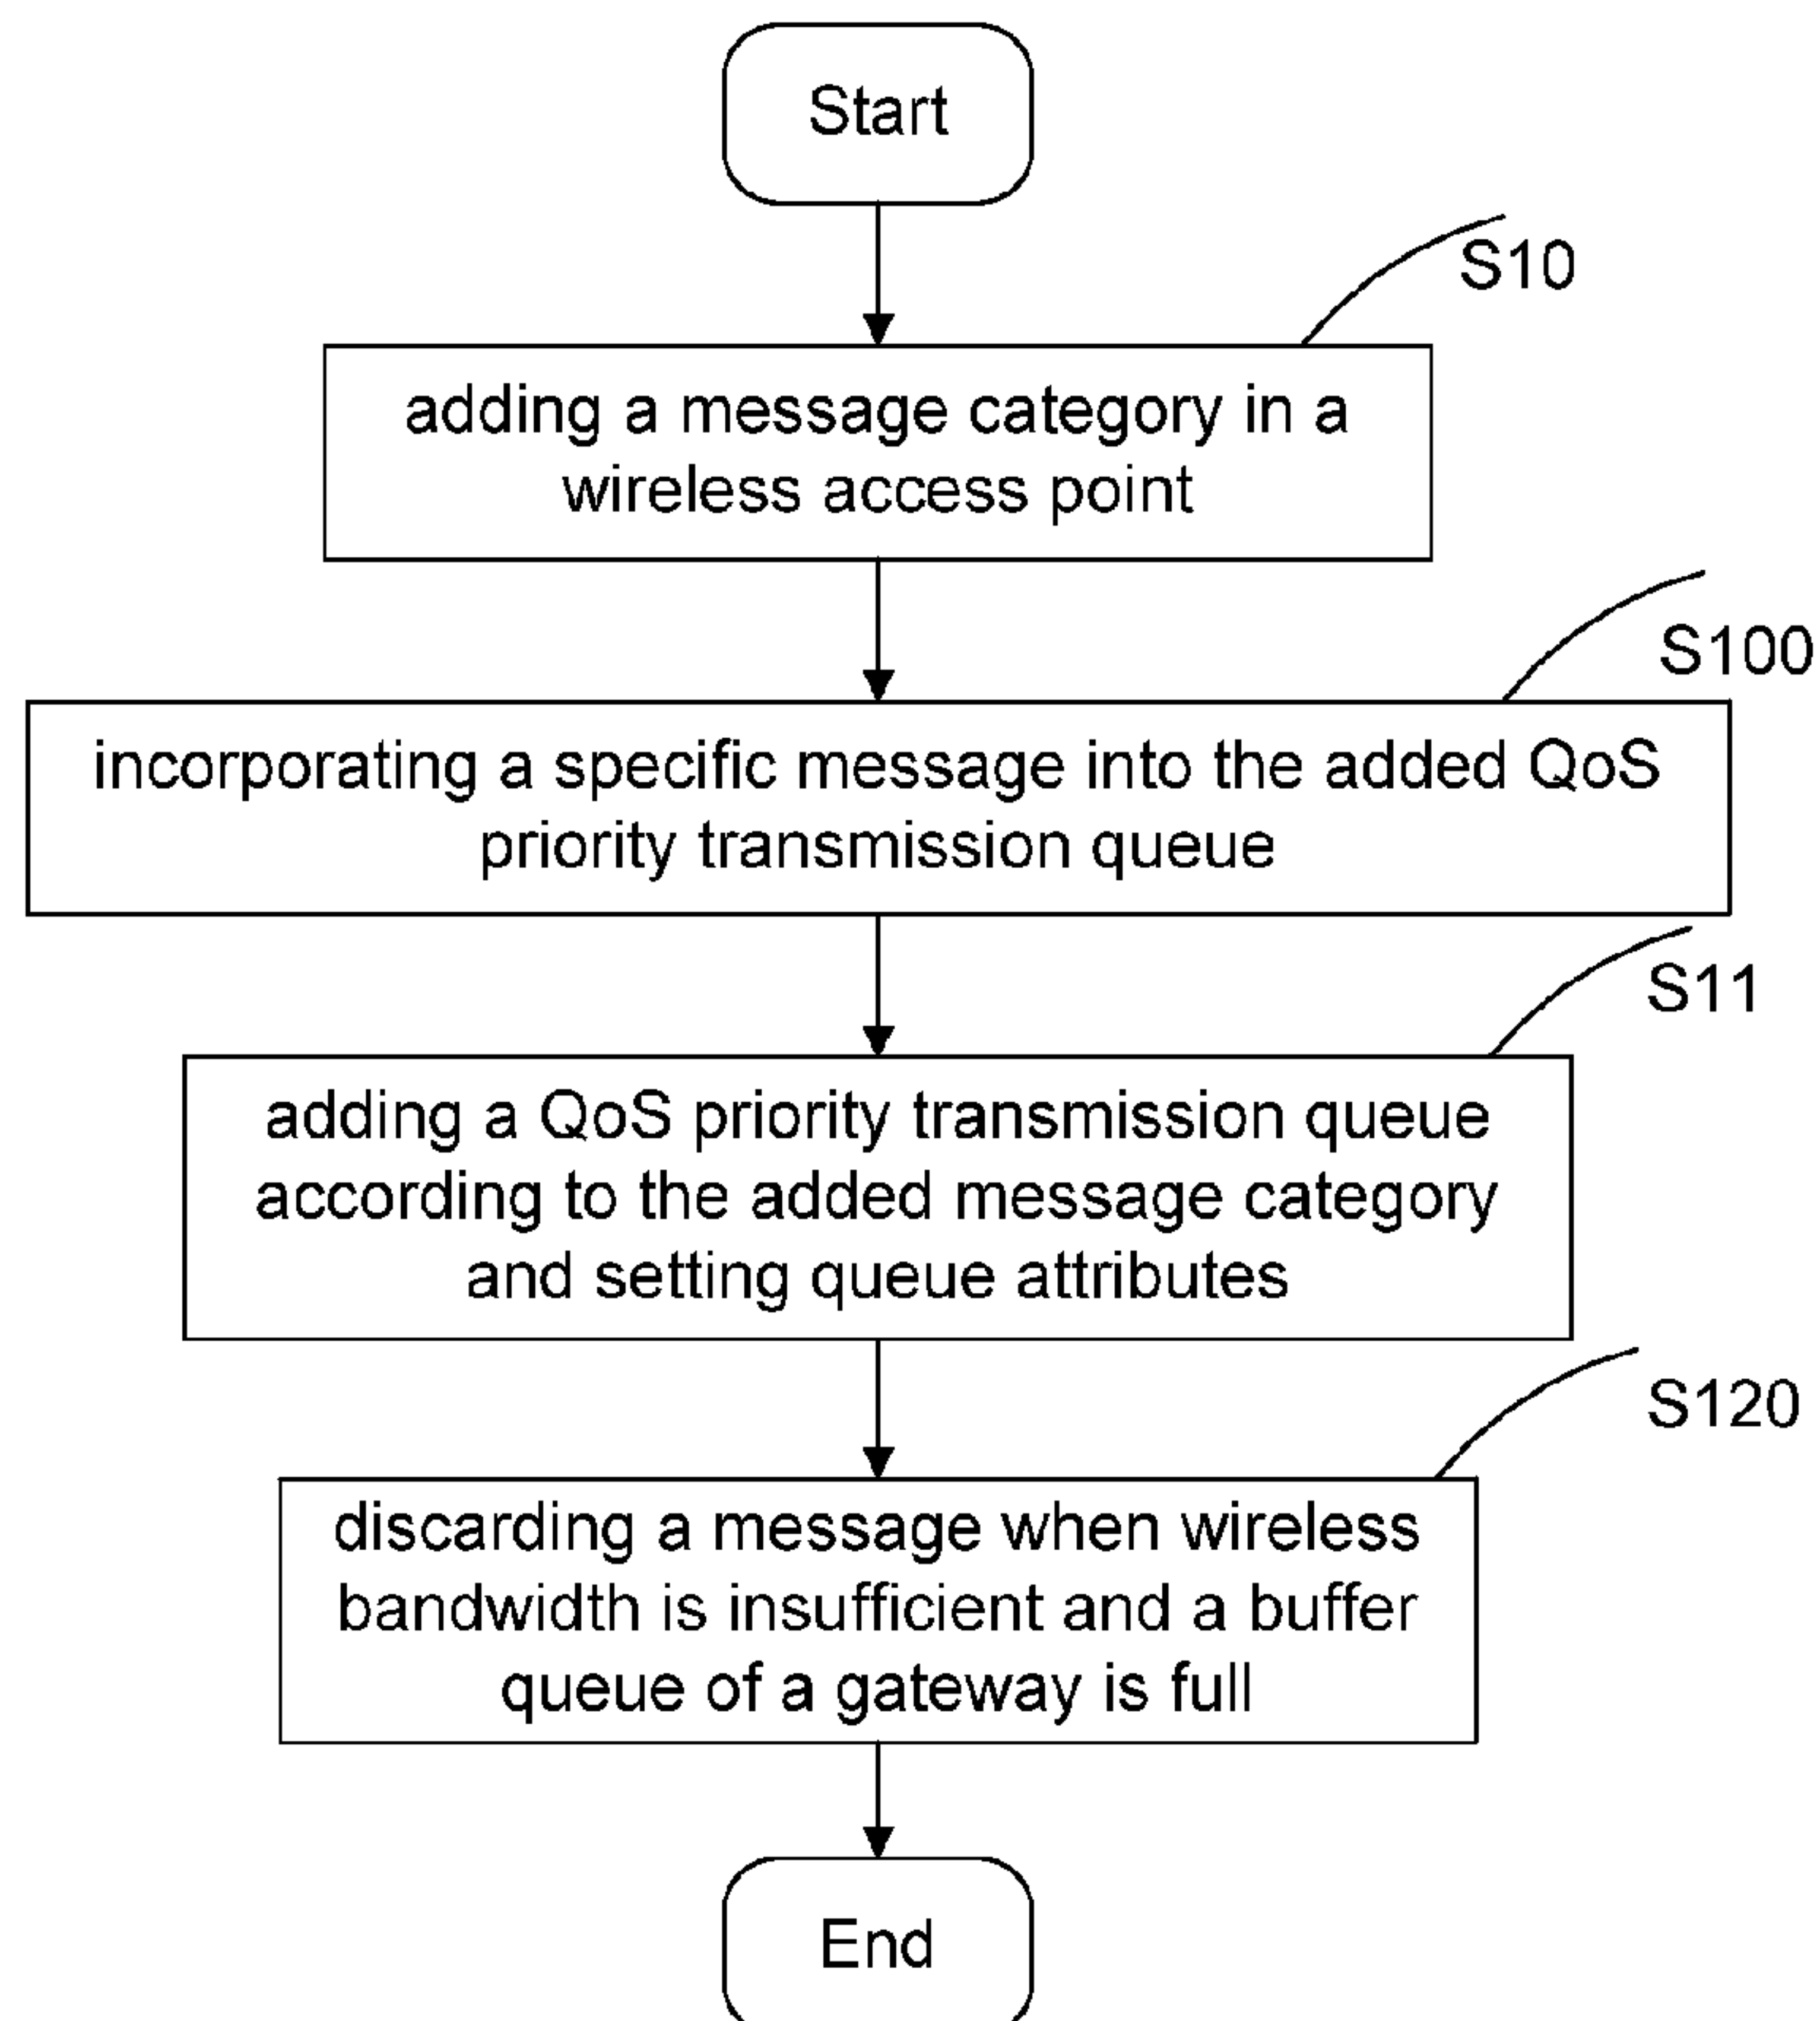 Start
S10
adding a message category in a
wireless access point
S100
incorporating a specific message into the added QoS
priority transmission queue
S11
adding a QoS priority transmission queue
according to the added message category
and setting queue attributes
S120
discarding a message when wireless
bandwidth is insufficient and a buffer
queue of a gateway is full
End